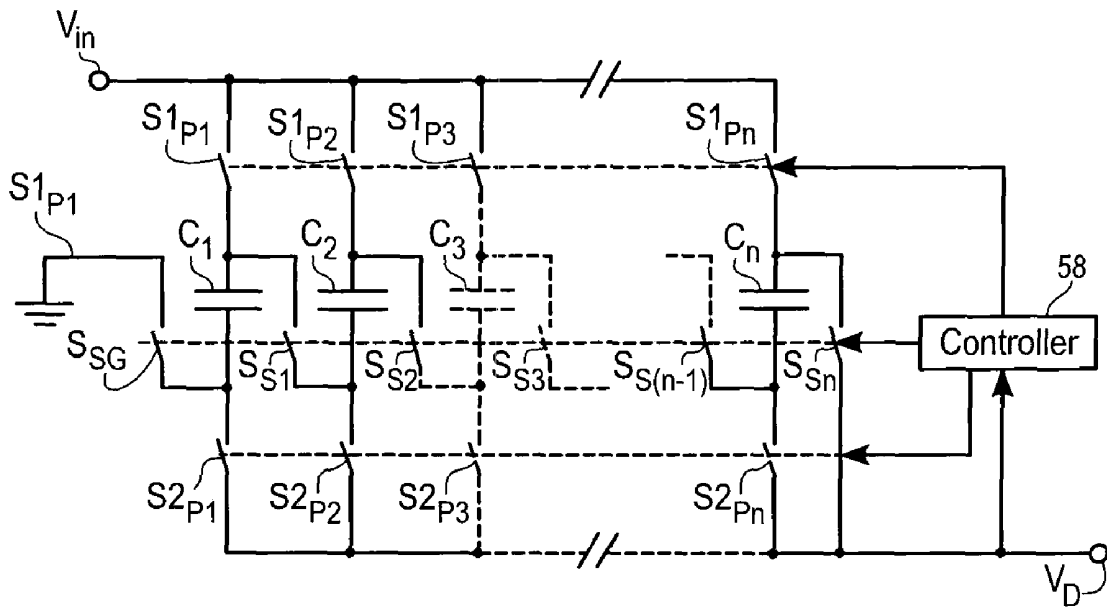 V_in
S1_P1 S1_P2 S1_P3 S1_Pn
S1_P1
C_1 C_2 C_3 C_n
58
Controller
S_SG S_S1 S_S2 S_S3 S_S(n-1) S_Sn
S2_P1 S2_P2 S2_P3 S2_Pn
V_D